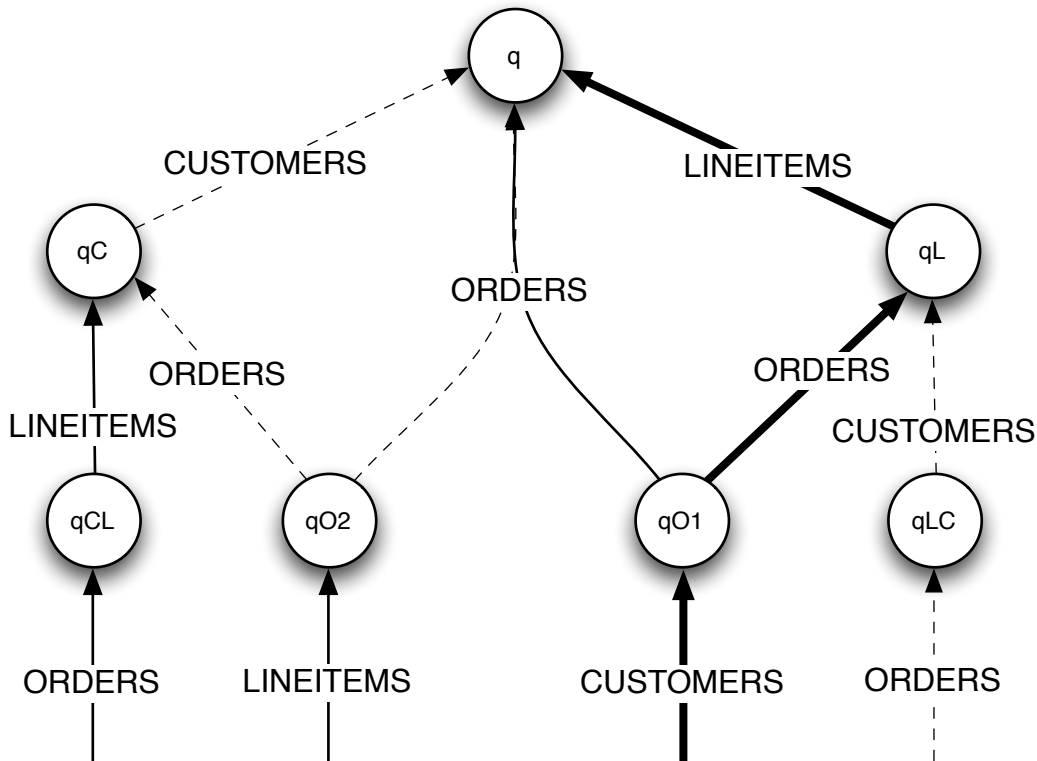 q
CUSTOMERS
LINEITEMS
qC
qL
ORDERS
ORDERS
ORDERS
LINEITEMS
CUSTOMERS
qCL
qO2
qO1
qLC
ORDERS
LINEITEMS
CUSTOMERS
ORDERS